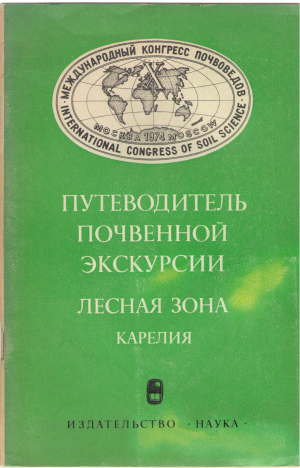 · МЕЖДУНАРОДНЫЙ КОНГРЕСС ПОЧВОВЕДОВ ·
МОСКВА 1974 MOSCOW
INTERNATIONAL CONGRESS OF SOIL SCIENCE
ПУТЕВОДИТЕЛЬ
ПОЧВЕННОЙ
ЭКСКУРСИИ
ЛЕСНАЯ ЗОНА
КАРЕЛИЯ
ИЗДАТЕЛЬСТВО · НАУКА ·